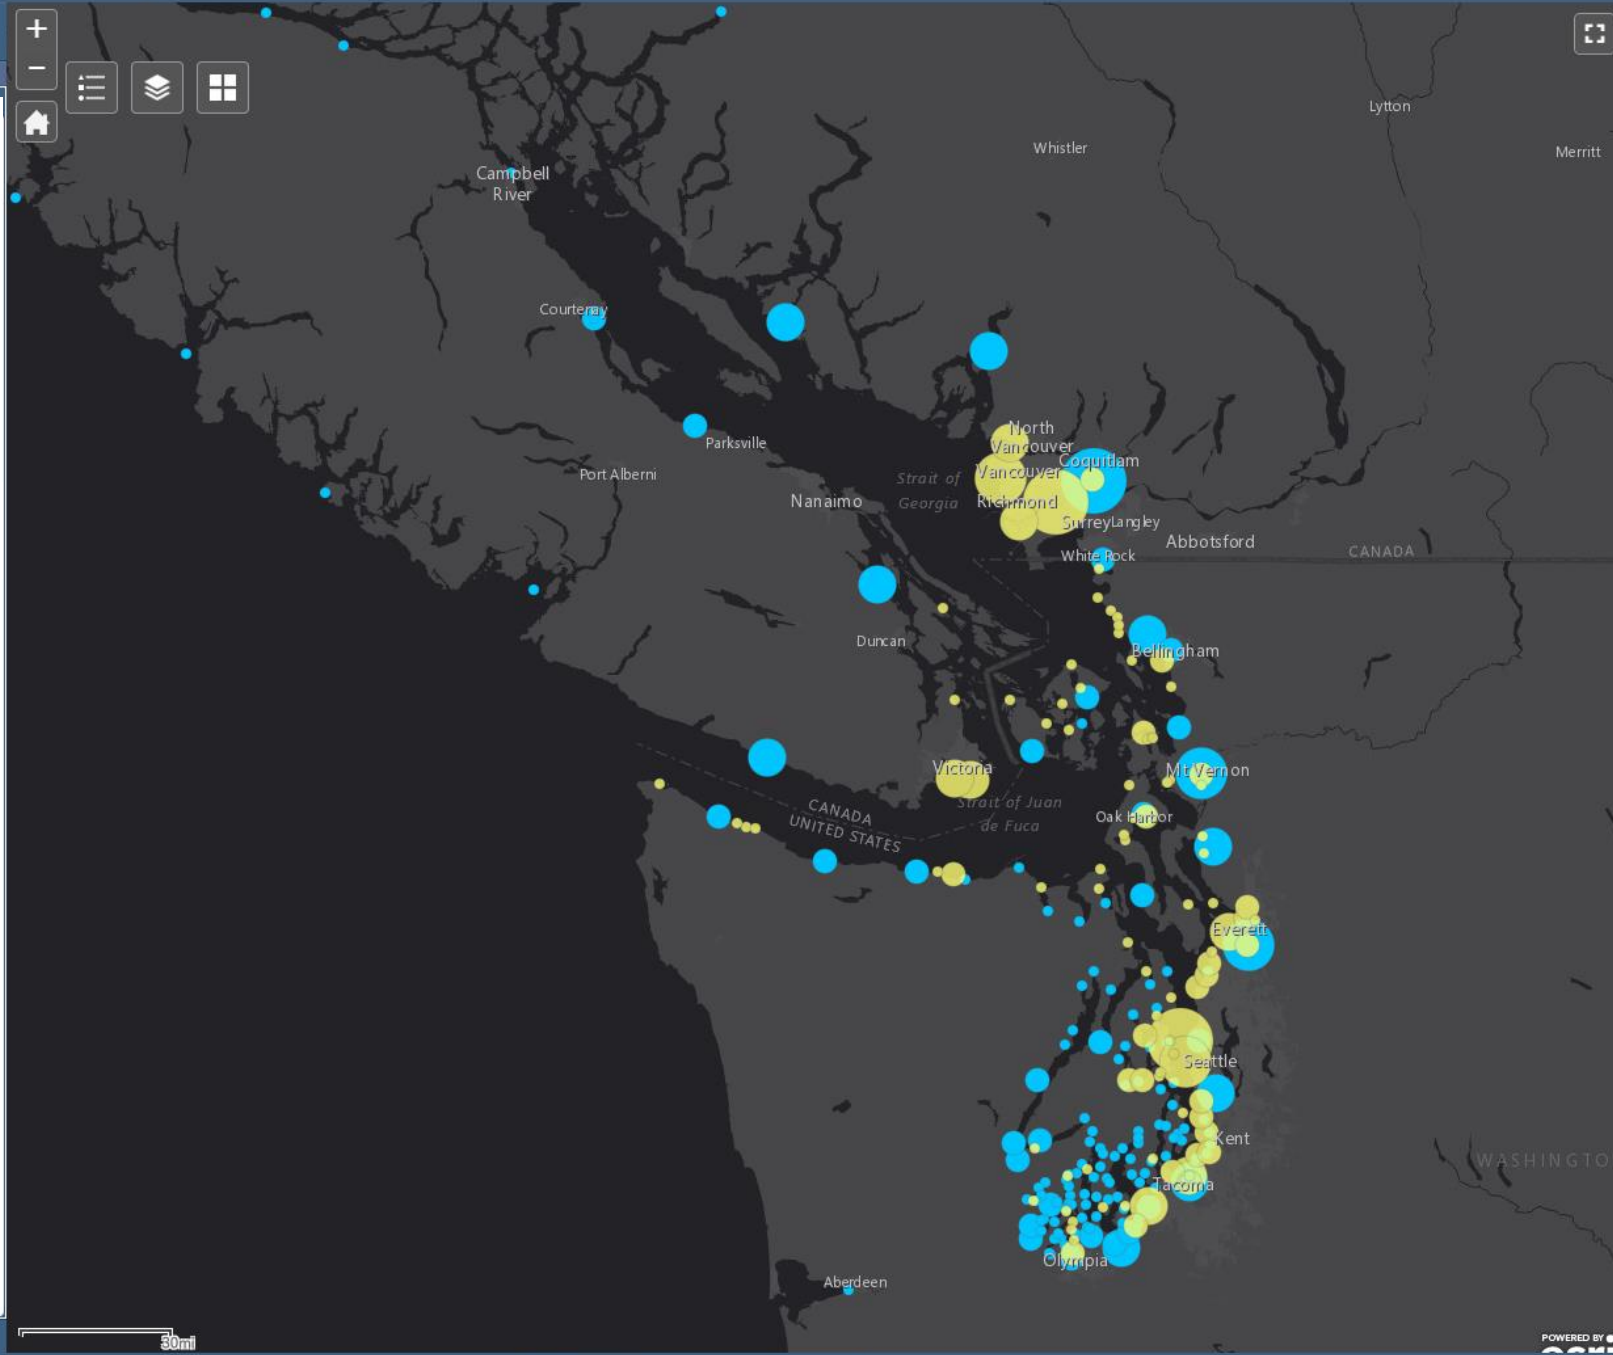 +
−
Lytton
Whistler
Merritt
Campbell
River
Courtenay
North
Vancouver
Parksville
Coquitlam
Port Alberni
Strait of
Georgia
Vancouver
Nanaimo
Richmond
Surrey
Langley
Abbotsford
CANADA
White Rock
Duncan
Bellingham
Victoria
Mt Vernon
Strait of Juan
de Fuca
CANADA
UNITED STATES
Oak Harbor
Everett
Seattle
Kent
WASHINGTO
Tacoma
Olympia
Aberdeen
30mi
POWERED BY
esri